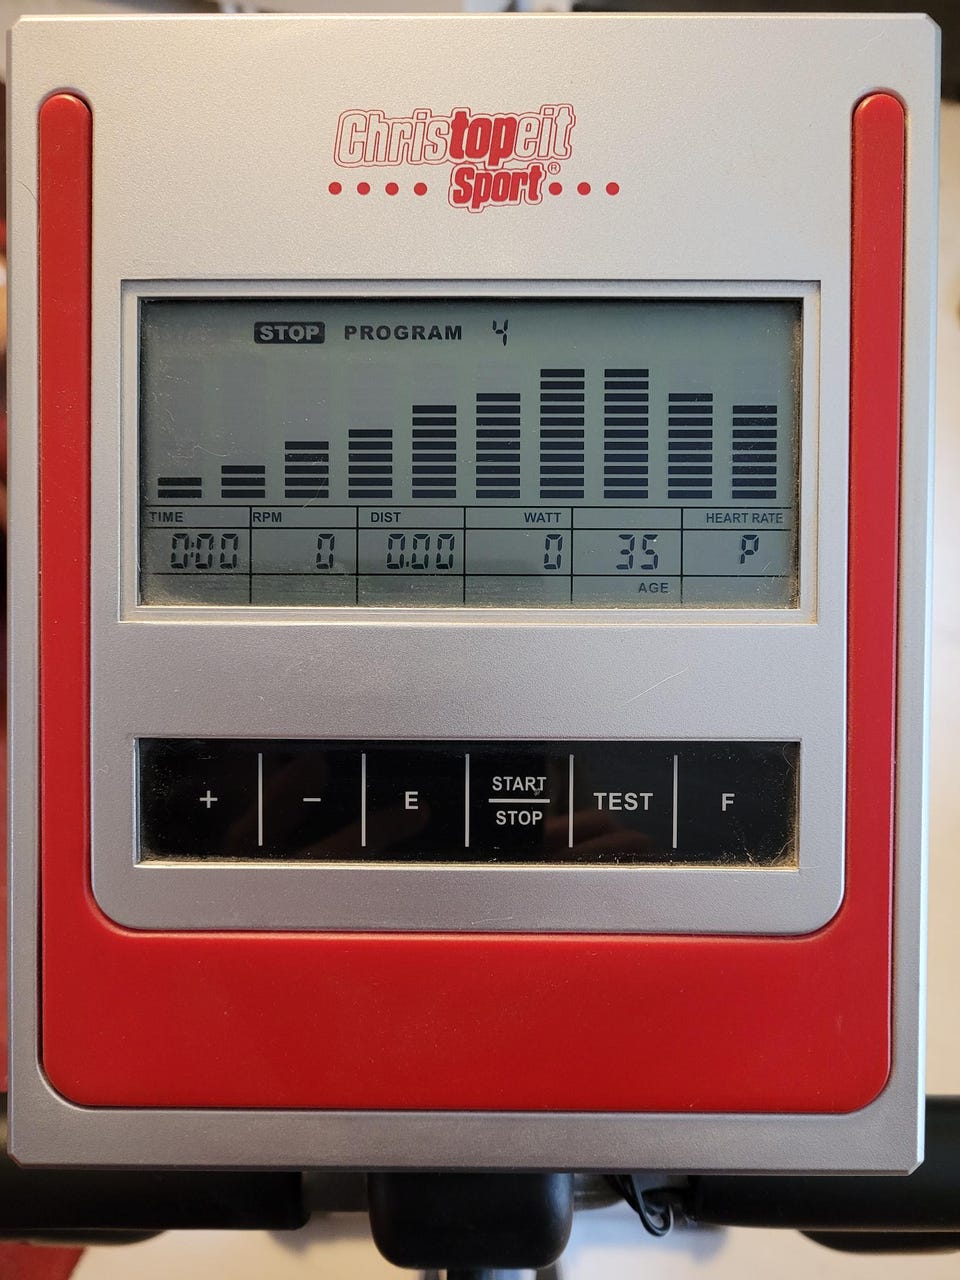 Christopeit
Sport®
STOP PROGRAM 4
TIME RPM DIST WATT HEART RATE
0:00 0 0.00 0 35 P
AGE
+ − E START STOP TEST F